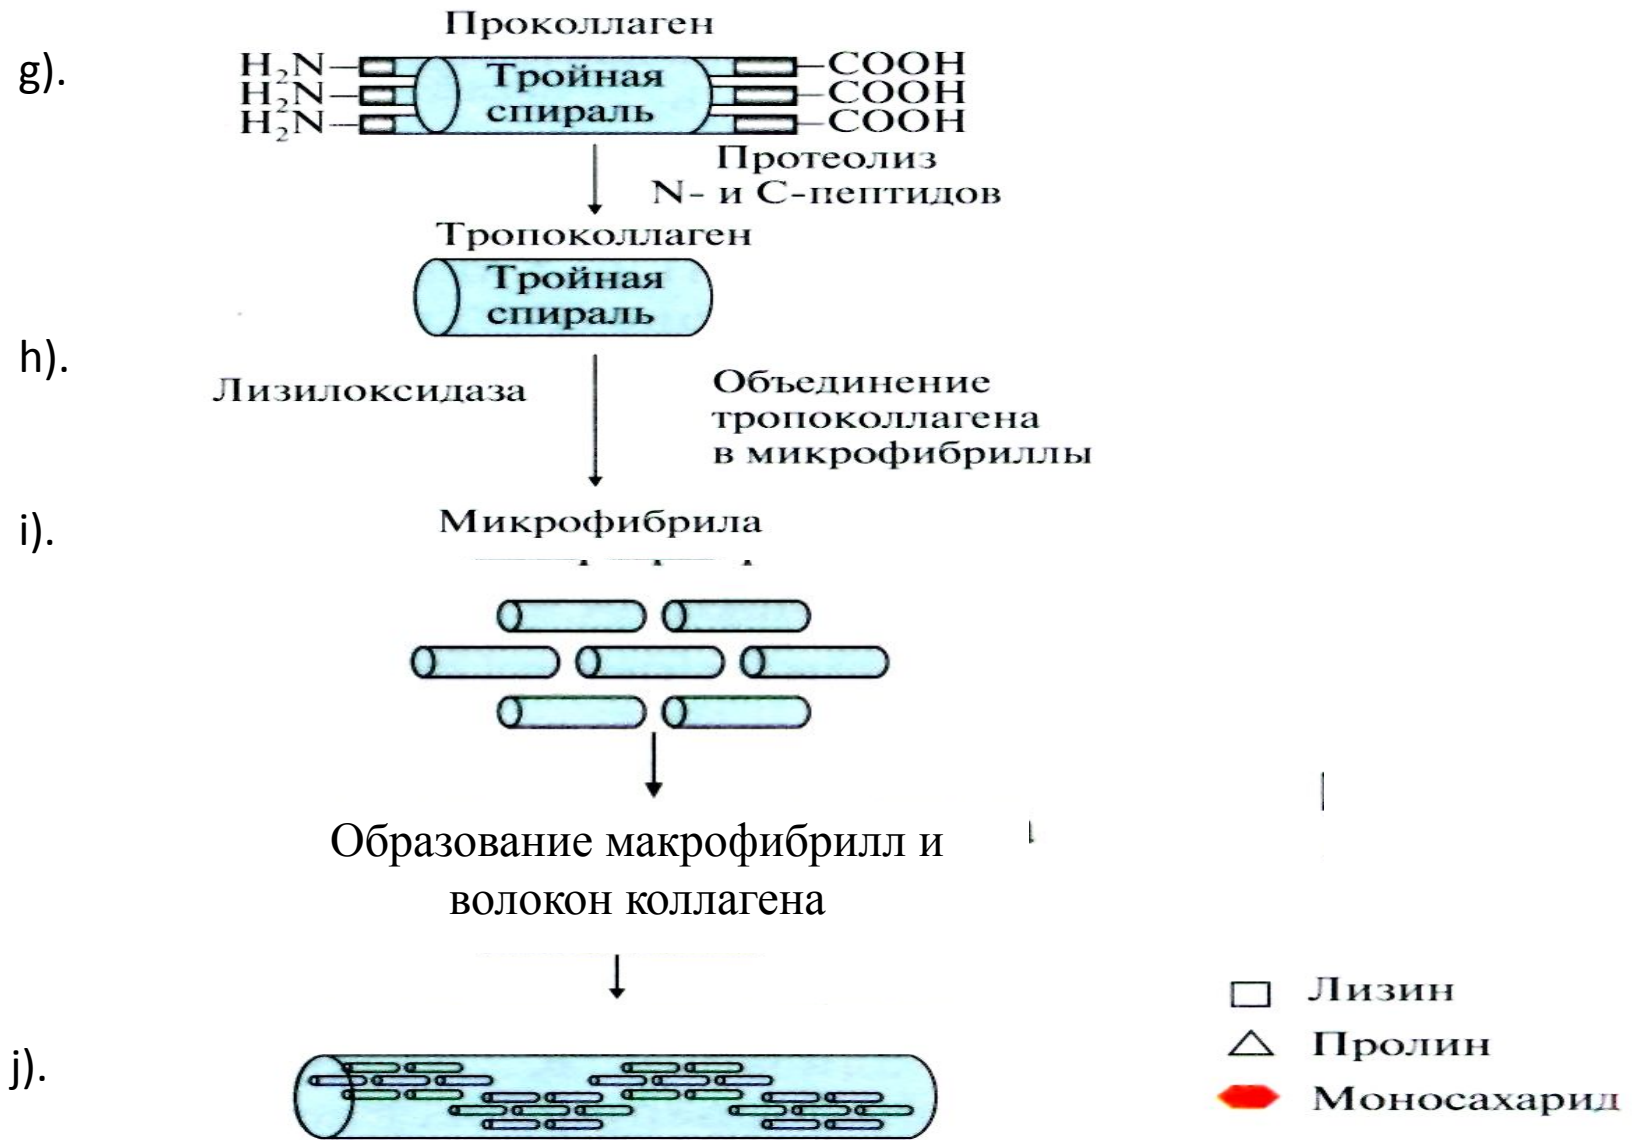 Проколлаген
g).
H₂N
Тройная
COOH
H₂N
спираль
COOH
H₂N
COOH
Протеолиз
N- и С-пептидов
Тропоколлаген
Тройная
спираль
h).
Лизилоксидаза
Объединение
тропоколлагена
в микрофибриллы
i).
Микрофибрила
Образование макрофибрилл и
волокон коллагена
j).
Лизин
Пролин
Моносахарид